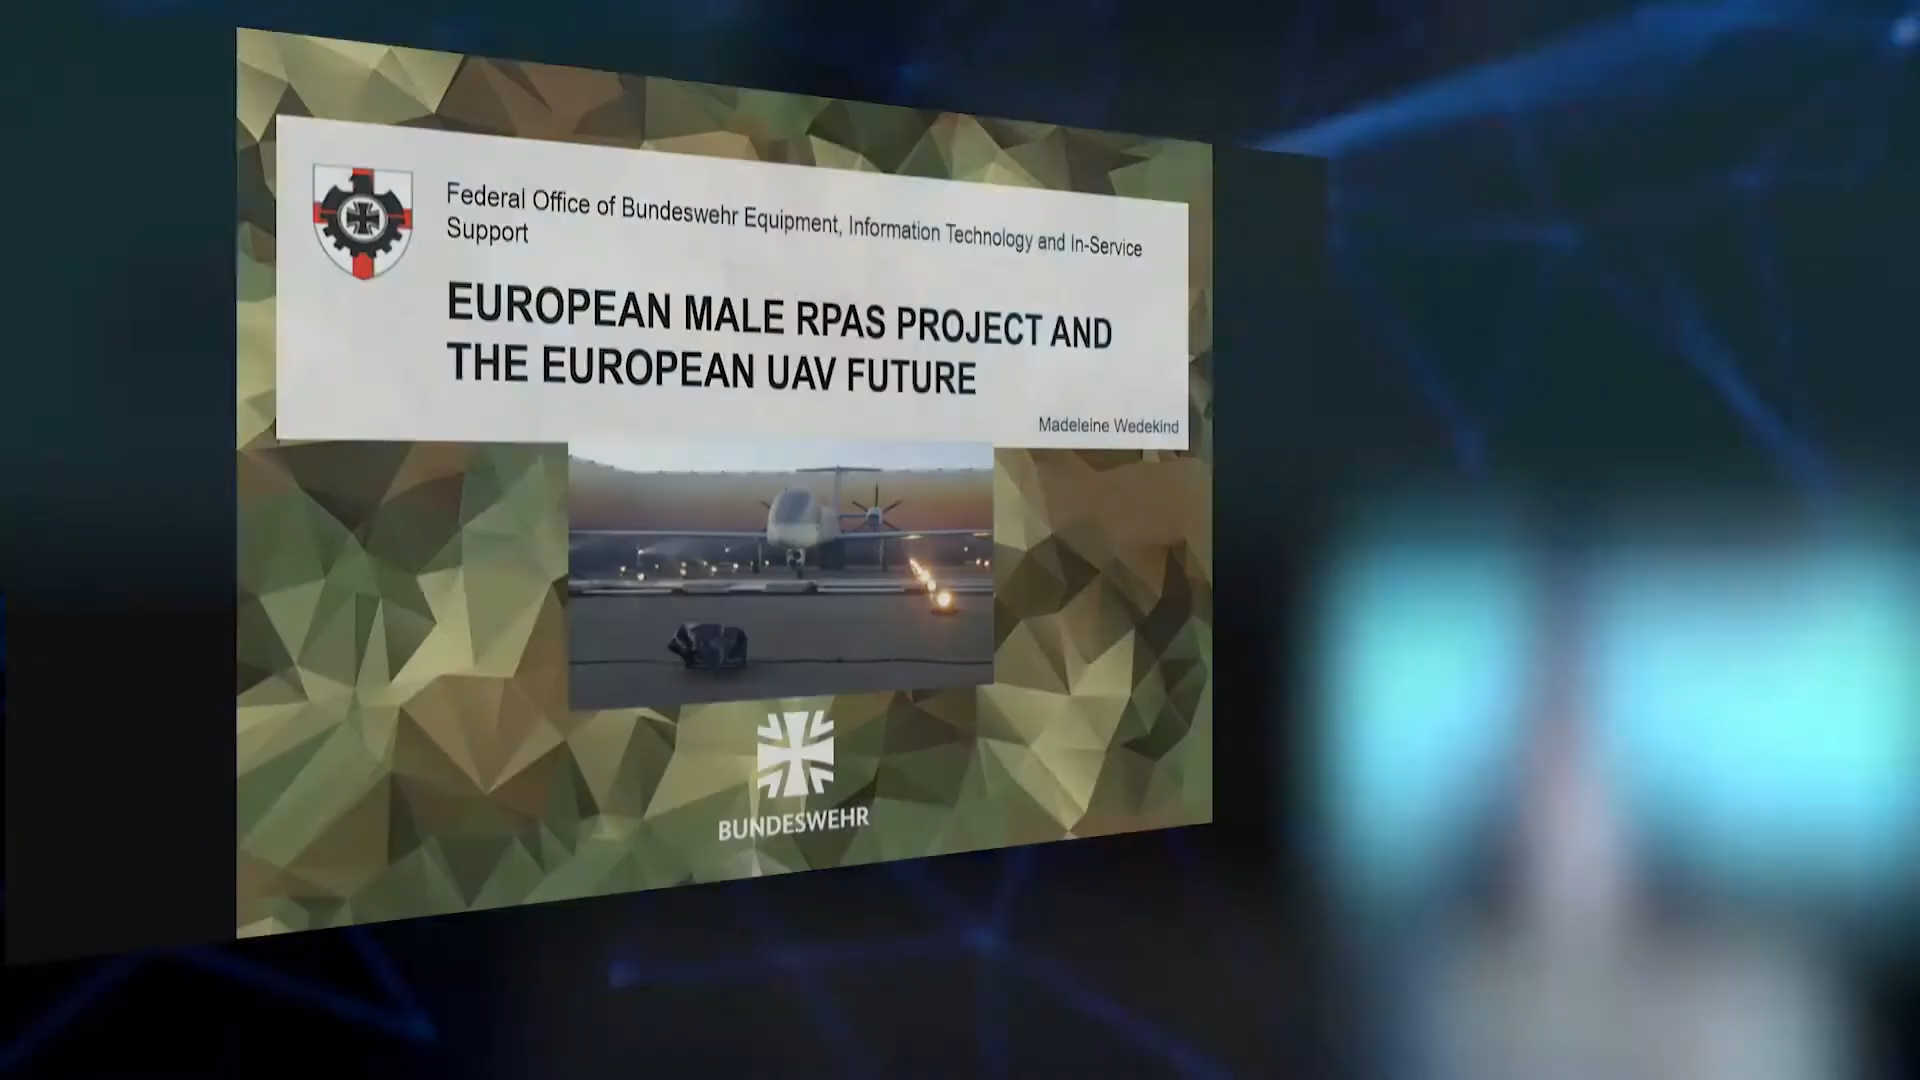 Federal Office of Bundeswehr Equipment, Information Technology and In-Service
Support
EUROPEAN MALE RPAS PROJECT AND
THE EUROPEAN UAV FUTURE
Madeleine Wedekind
BUNDESWEHR